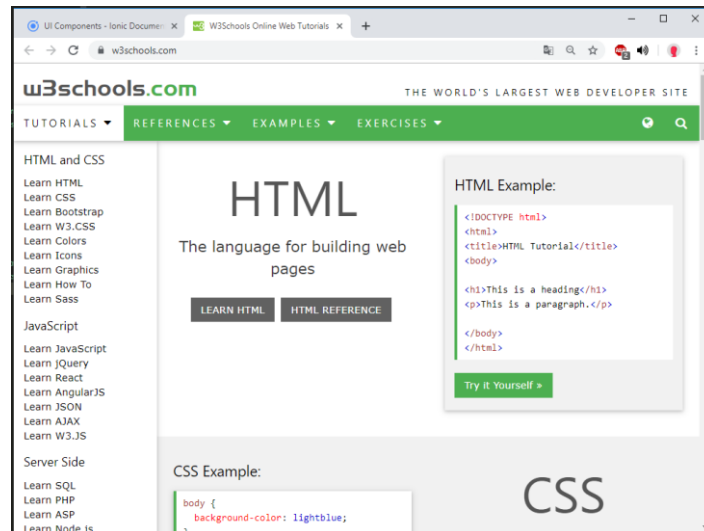 UI Components - Ionic Documen
W3Schools Online Web Tutorials
w3schools.com
w3schools.com
THE WORLD'S LARGEST WEB DEVELOPER SITE
TUTORIALS
REFERENCES
EXAMPLES
EXERCISES
HTML and CSS
Learn HTML
Learn CSS
Learn Bootstrap
Learn W3.CSS
Learn Colors
Learn Icons
Learn Graphics
Learn How To
Learn Sass
JavaScript
Learn JavaScript
Learn jQuery
Learn React
Learn AngularJS
Learn JSON
Learn AJAX
Learn W3.JS
Server Side
Learn SQL
Learn PHP
Learn ASP
Learn Node.js
HTML
The language for building web
pages
LEARN HTML
HTML REFERENCE
HTML Example:
<!DOCTYPE html>
<html>
<title>HTML Tutorial</title>
<body>
<h1>This is a heading</h1>
<p>This is a paragraph.</p>
</body>
</html>
Try it Yourself »
CSS Example:
body {
background-color: lightblue;
}
CSS